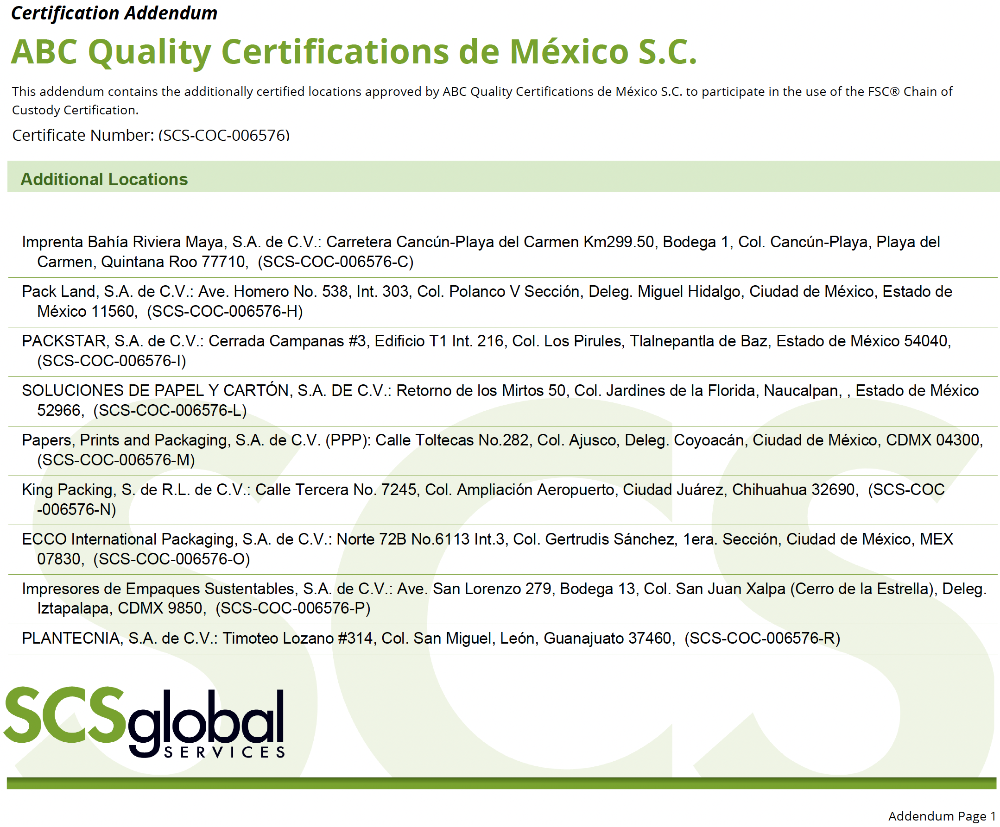 Certification Addendum
ABC Quality Certifications de México S.C.
This addendum contains the additionally certified locations approved by ABC Quality Certifications de México S.C. to participate in the use of the FSC® Chain of
Custody Certification.
Certificate Number: (SCS-COC-006576)
Additional Locations
Imprenta Bahía Riviera Maya, S.A. de C.V.: Carretera Cancún-Playa del Carmen Km299.50, Bodega 1, Col. Cancún-Playa, Playa del
Carmen, Quintana Roo 77710, (SCS-COC-006576-C)
Pack Land, S.A. de C.V.: Ave. Homero No. 538, Int. 303, Col. Polanco V Sección, Deleg. Miguel Hidalgo, Ciudad de México, Estado de
México 11560, (SCS-COC-006576-H)
PACKSTAR, S.A. de C.V.: Cerrada Campanas #3, Edificio T1 Int. 216, Col. Los Pirules, Tlalnepantla de Baz, Estado de México 54040,
(SCS-COC-006576-I)
SOLUCIONES DE PAPEL Y CARTÓN, S.A. DE C.V.: Retorno de los Mirtos 50, Col. Jardines de la Florida, Naucalpan, , Estado de México
52966, (SCS-COC-006576-L)
Papers, Prints and Packaging, S.A. de C.V. (PPP): Calle Toltecas No.282, Col. Ajusco, Deleg. Coyoacán, Ciudad de México, CDMX 04300,
(SCS-COC-006576-M)
King Packing, S. de R.L. de C.V.: Calle Tercera No. 7245, Col. Ampliación Aeropuerto, Ciudad Juárez, Chihuahua 32690, (SCS-COC
-006576-N)
ECCO International Packaging, S.A. de C.V.: Norte 72B No.6113 Int.3, Col. Gertrudis Sánchez, 1era. Sección, Ciudad de México, MEX
07830, (SCS-COC-006576-O)
Impresores de Empaques Sustentables, S.A. de C.V.: Ave. San Lorenzo 279, Bodega 13, Col. San Juan Xalpa (Cerro de la Estrella), Deleg.
Iztapalapa, CDMX 9850, (SCS-COC-006576-P)
PLANTECNIA, S.A. de C.V.: Timoteo Lozano #314, Col. San Miguel, León, Guanajuato 37460, (SCS-COC-006576-R)
SCS
SCSglobal
SERVICES
Addendum Page 1